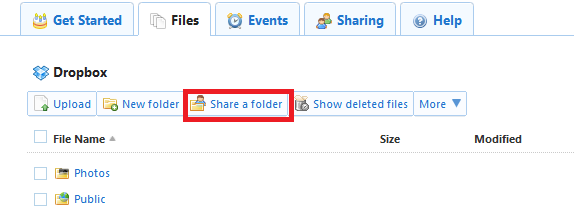 Get Started Files Events Sharing Help
Dropbox
Upload New folder Share a folder Show deleted files More
File Name Size Modified
Photos
Public